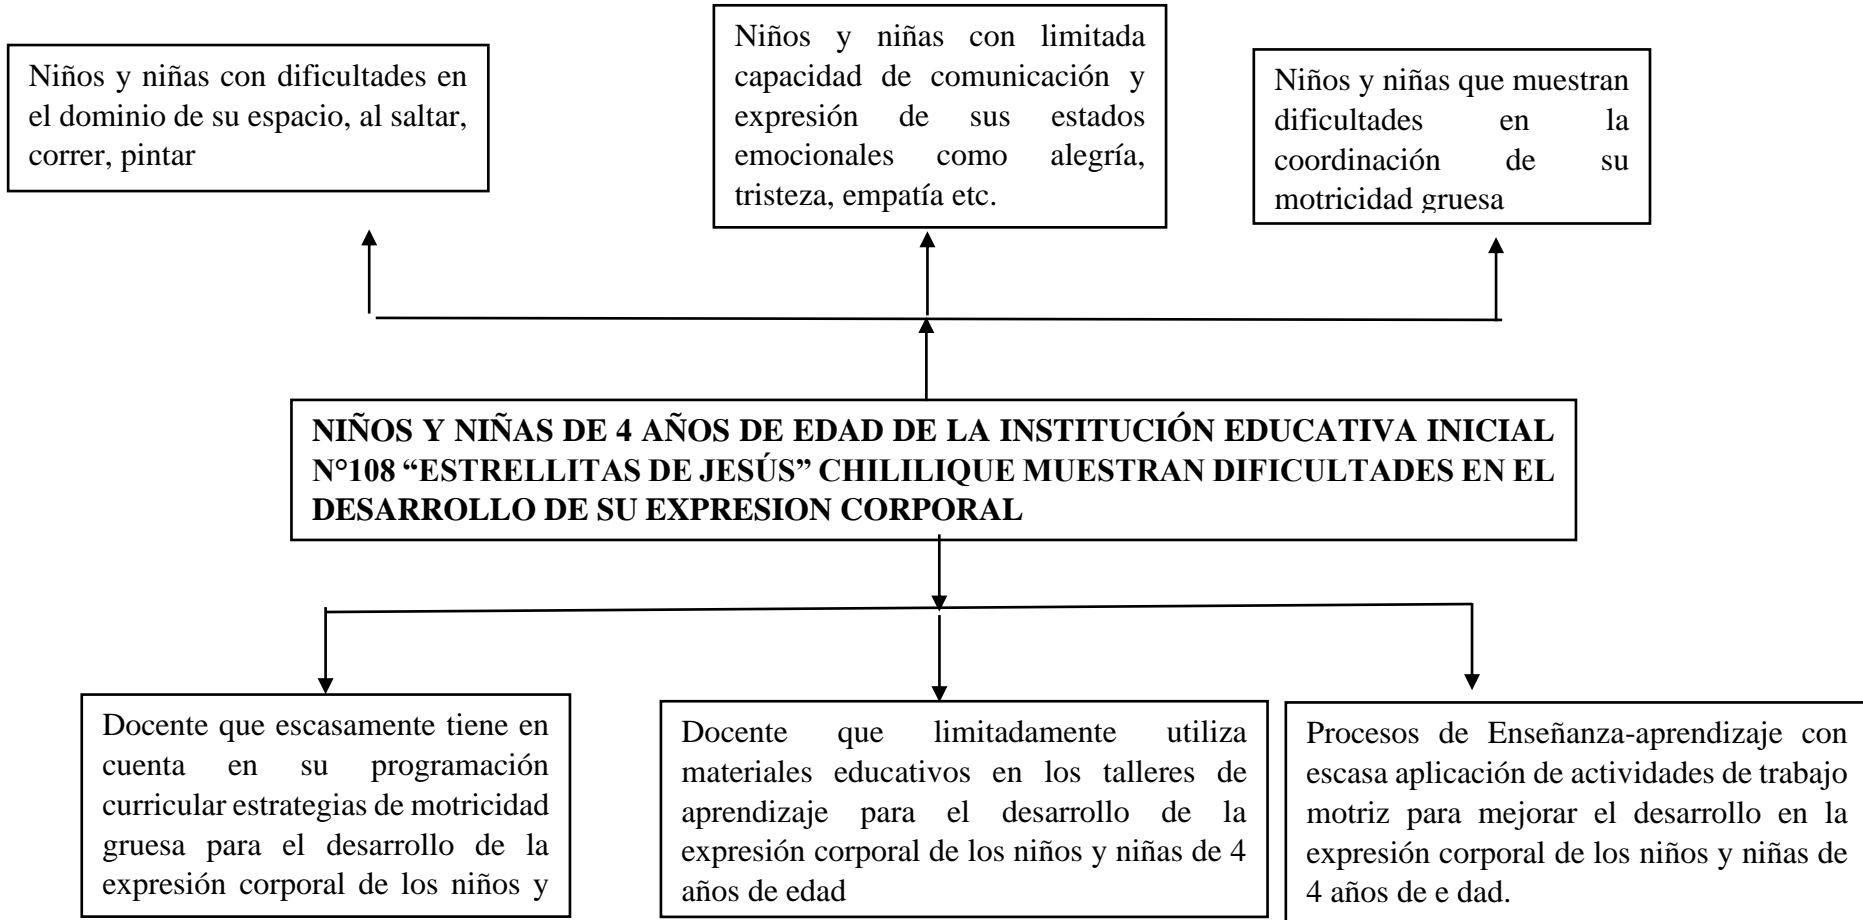 Niños y niñas con dificultades en
el dominio de su espacio, al saltar,
correr, pintar
Niños y niñas con limitada
capacidad de comunicación y
expresión de sus estados
emocionales como alegría,
tristeza, empatía etc.
Niños y niñas que muestran
dificultades en la
coordinación de su
motricidad gruesa
NIÑOS Y NIÑAS DE 4 AÑOS DE EDAD DE LA INSTITUCIÓN EDUCATIVA INICIAL
N°108 “ESTRELLITAS DE JESÚS” CHILILIQUE MUESTRAN DIFICULTADES EN EL
DESARROLLO DE SU EXPRESION CORPORAL
Docente que escasamente tiene en
cuenta en su programación
curricular estrategias de motricidad
gruesa para el desarrollo de la
expresión corporal de los niños y
Docente que limitadamente utiliza
materiales educativos en los talleres de
aprendizaje para el desarrollo de la
expresión corporal de los niños y niñas de 4
años de edad
Procesos de Enseñanza-aprendizaje con
escasa aplicación de actividades de trabajo
motriz para mejorar el desarrollo en la
expresión corporal de los niños y niñas de
4 años de e dad.